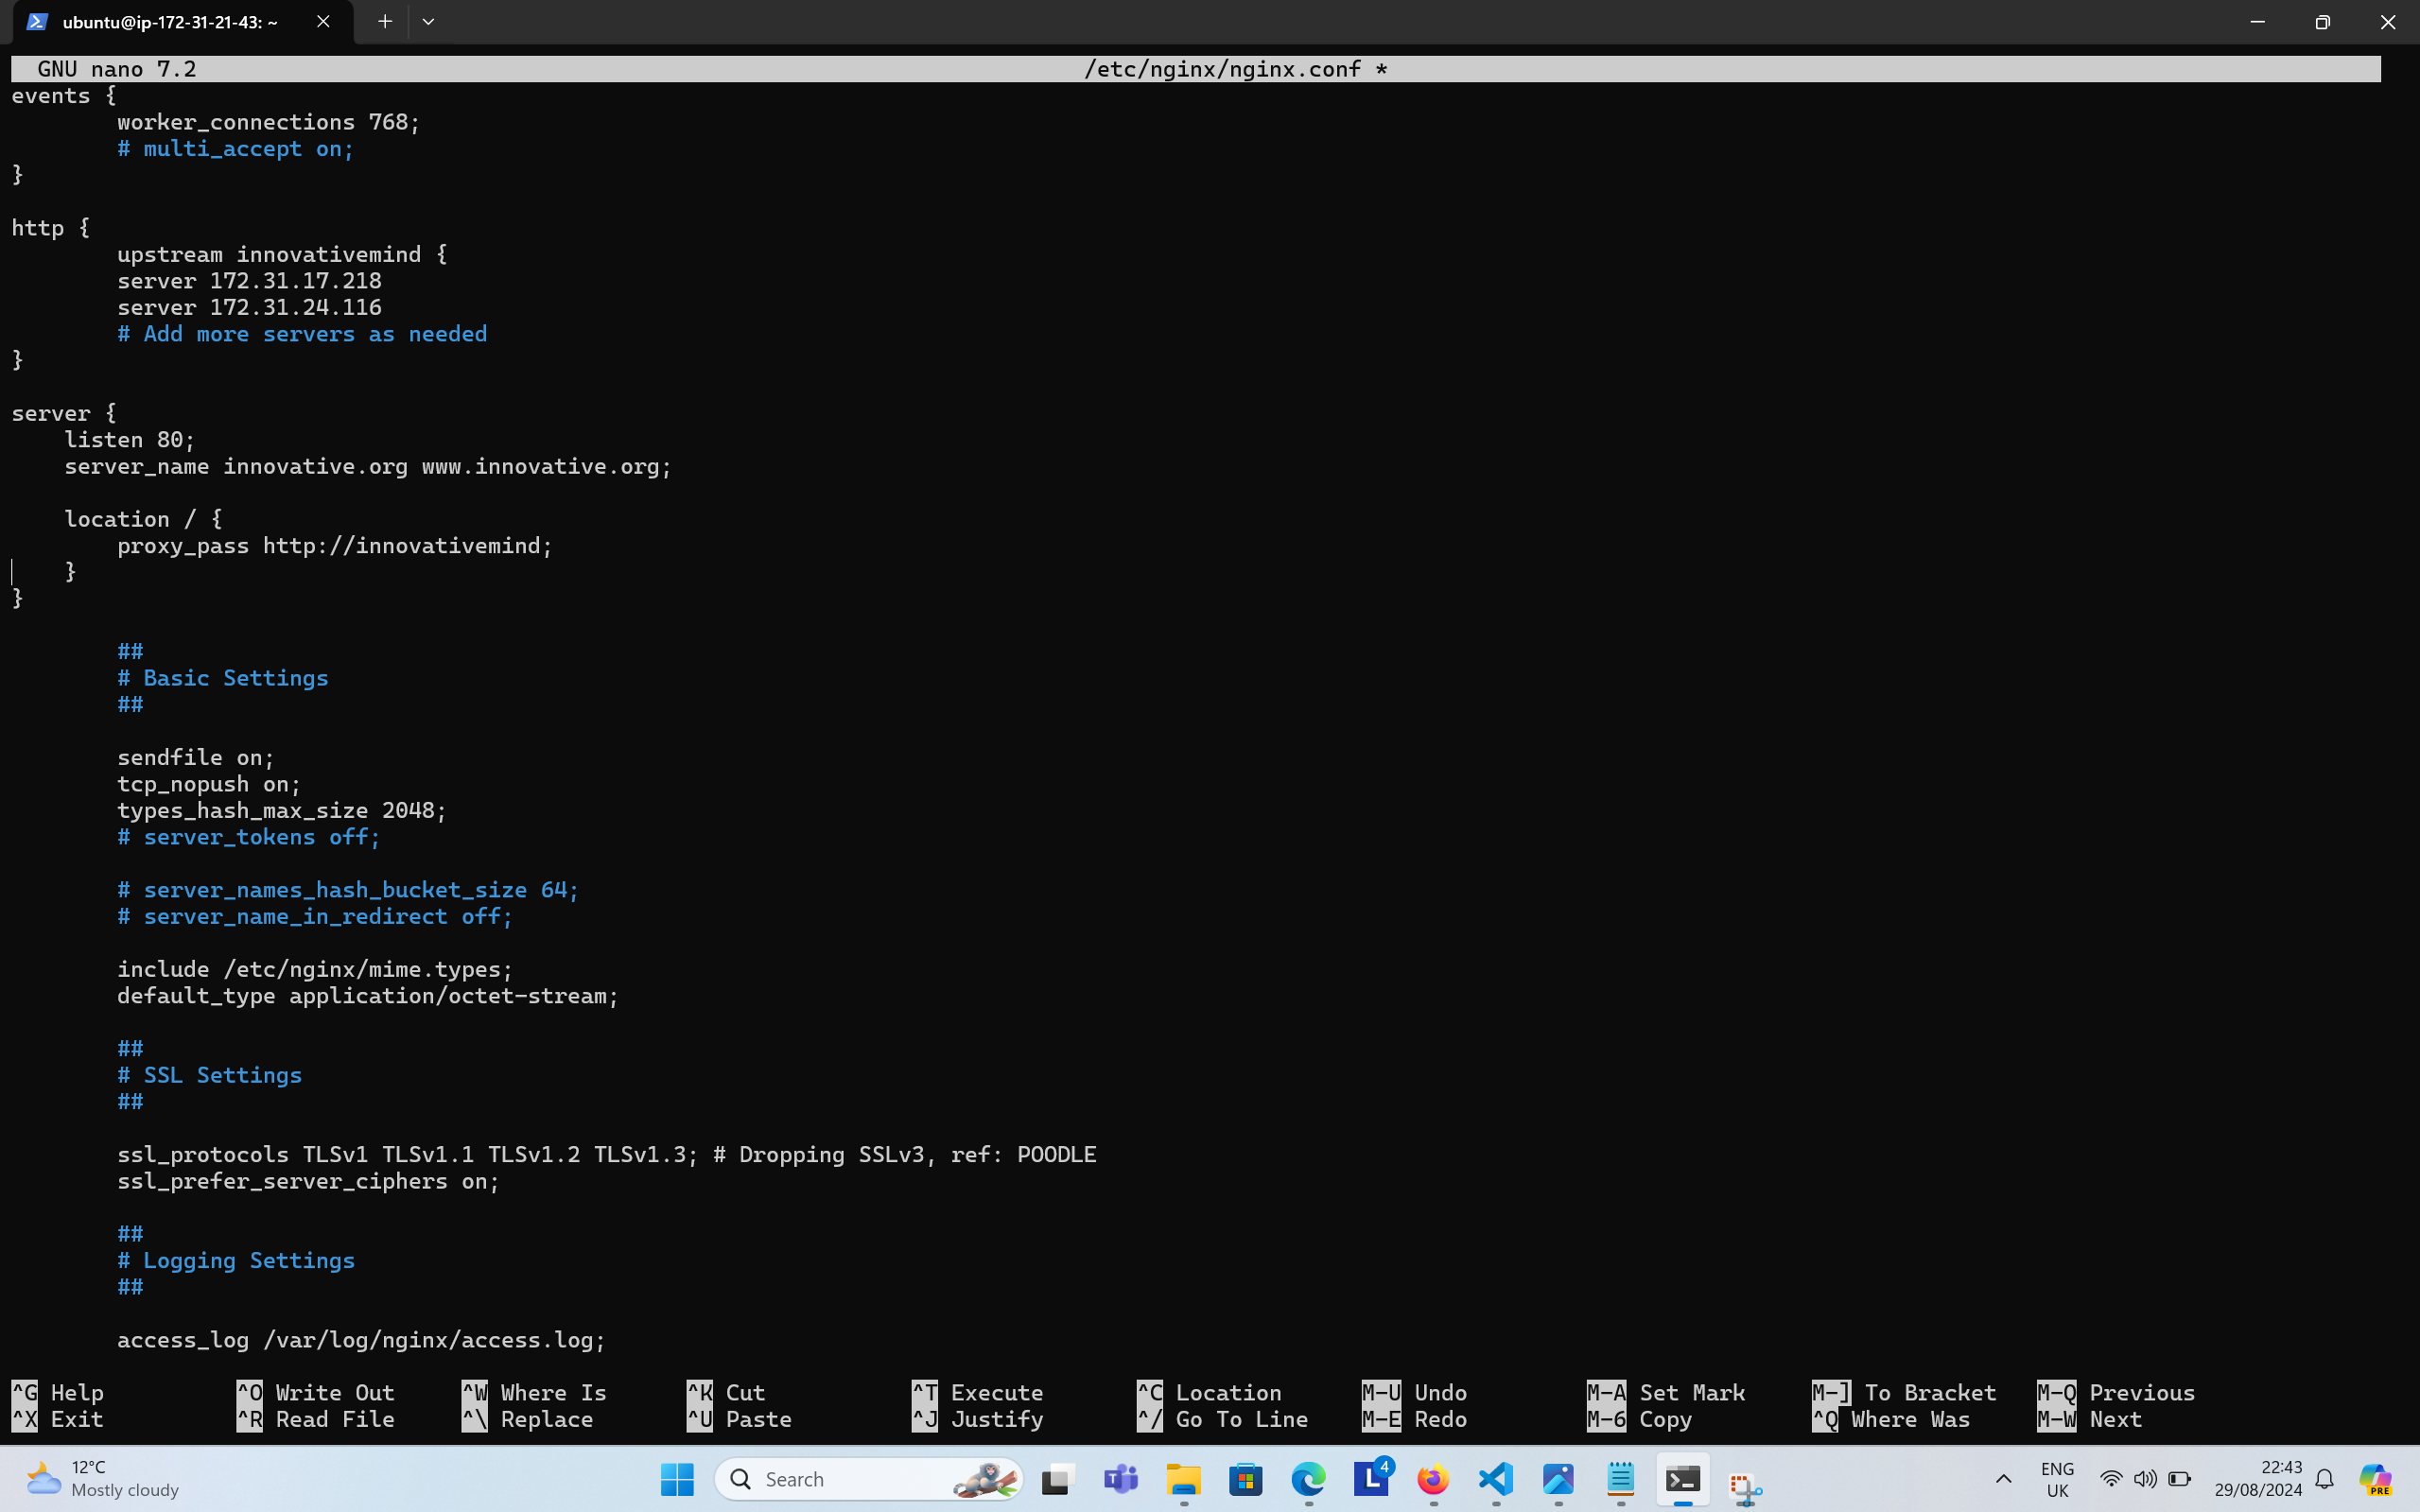 ubuntu@ip-172-31-21-43: ~
GNU nano 7.2 /etc/nginx/nginx.conf *
events {
worker_connections 768;
# multi_accept on;
}
http {
upstream innovativemind {
server 172.31.17.218
server 172.31.24.116
# Add more servers as needed
}
server {
listen 80;
server_name innovative.org www.innovative.org;
location / {
proxy_pass http://innovativemind;
}
}
##
# Basic Settings
##
sendfile on;
tcp_nopush on;
types_hash_max_size 2048;
# server_tokens off;
# server_names_hash_bucket_size 64;
# server_name_in_redirect off;
include /etc/nginx/mime.types;
default_type application/octet-stream;
##
# SSL Settings
##
ssl_protocols TLSv1 TLSv1.1 TLSv1.2 TLSv1.3; # Dropping SSLv3, ref: POODLE
ssl_prefer_server_ciphers on;
##
# Logging Settings
##
access_log /var/log/nginx/access.log;
^G Help ^O Write Out ^W Where Is ^K Cut ^T Execute ^C Location M-U Undo M-A Set Mark M-] To Bracket M-Q Previous
^X Exit ^R Read File ^\ Replace ^U Paste ^J Justify ^/ Go To Line M-E Redo M-6 Copy ^Q Where Was M-W Next
12°C
Mostly cloudy
Search
4
ENG
UK
22:43
29/08/2024
PRE